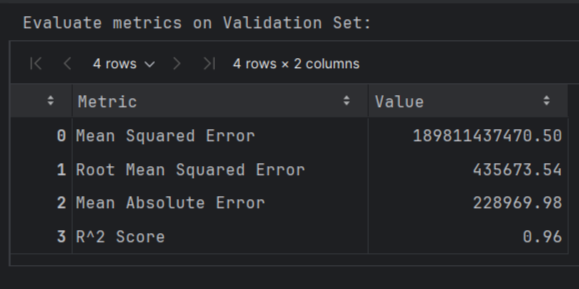 Evaluate metrics on Validation Set:
4 rows 4 rows × 2 columns
Metric Value
0 Mean Squared Error 189811437470.50
1 Root Mean Squared Error 435673.54
2 Mean Absolute Error 228969.98
3 R^2 Score 0.96